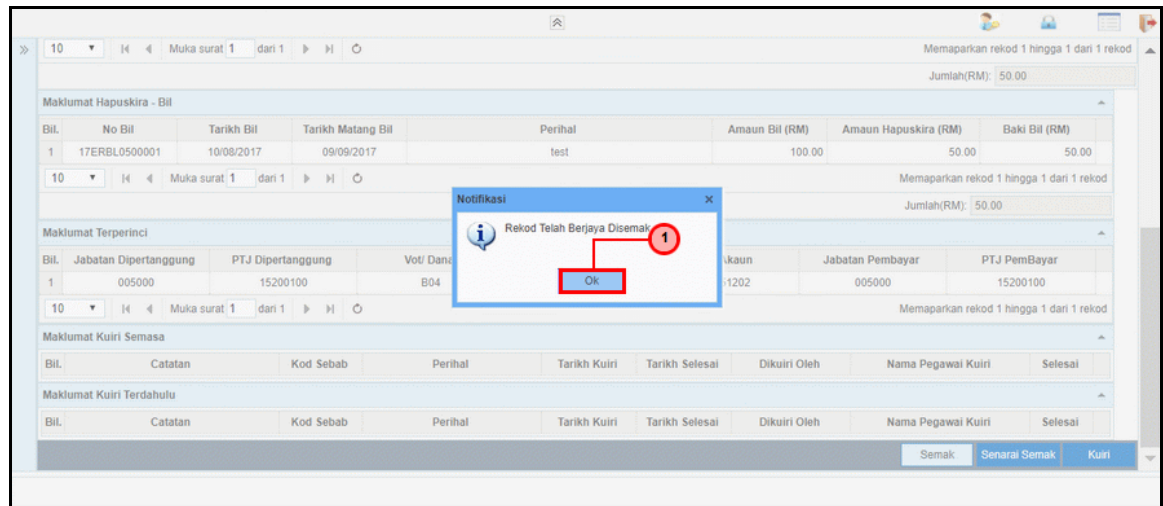 10 Muka surat 1 dari 1 Memaparkan rekod 1 hingga 1 dari 1 rekod
Jumlah(RM): 50.00
Maklumat Hapuskira - Bil
Bil. No Bil Tarikh Bil Tarikh Matang Bil Perihal Amaun Bil (RM) Amaun Hapuskira (RM) Baki Bil (RM)
1 17ERBL0500001 10/08/2017 09/09/2017 test 100.00 50.00 50.00
10 Muka surat 1 dari 1 Memaparkan rekod 1 hingga 1 dari 1 rekod
Jumlah(RM): 50.00
Notifikasi
Rekod Telah Berjaya Disemak
1
Ok
Maklumat Terperinci
Bil. Jabatan Dipertanggung PTJ Dipertanggung Vot/ Dana Jabatan Pembayar PTJ PemBayar
1 005000 15200100 B04 1202 005000 15200100
10 Muka surat 1 dari 1 Memaparkan rekod 1 hingga 1 dari 1 rekod
Maklumat Kuiri Semasa
Bil. Catatan Kod Sebab Perihal Tarikh Kuiri Tarikh Selesai Dikuiri Oleh Nama Pegawai Kuiri Selesai
Maklumat Kuiri Terdahulu
Bil. Catatan Kod Sebab Perihal Tarikh Kuiri Tarikh Selesai Dikuiri Oleh Nama Pegawai Kuiri Selesai
Semak Senarai Semak Kuiri